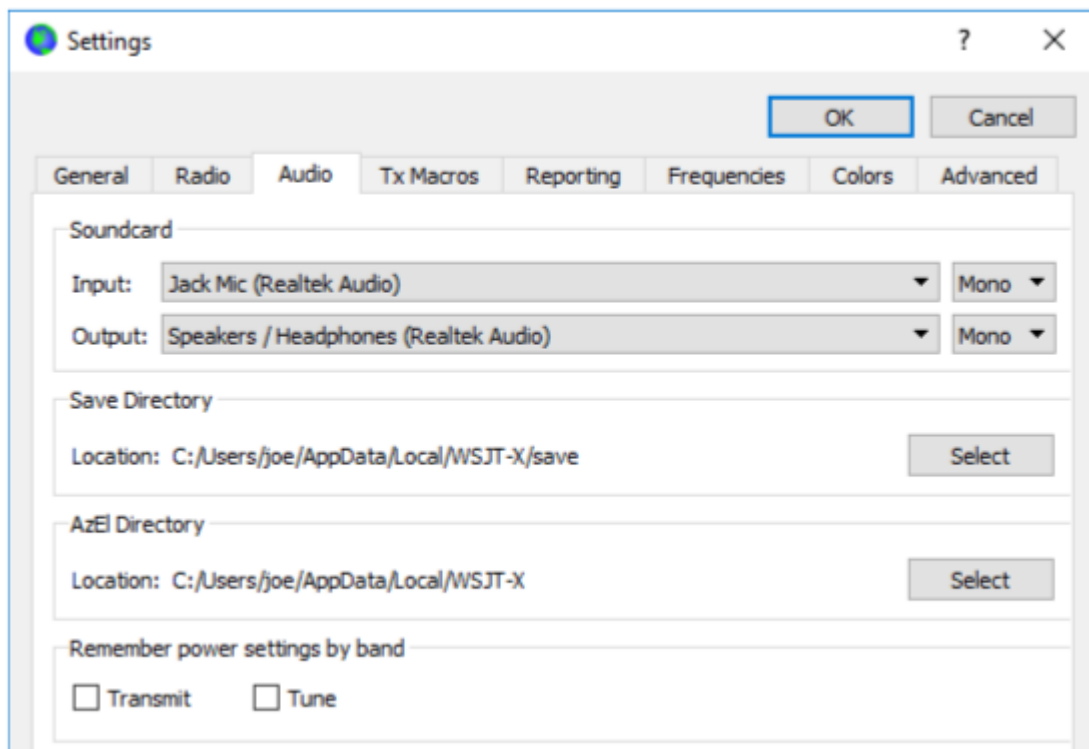 Settings ?
OK Cancel
General Radio Audio Tx Macros Reporting Frequencies Colors Advanced
Soundcard
Input: Jack Mic (Realtek Audio) Mono
Output: Speakers / Headphones (Realtek Audio) Mono
Save Directory
Location: C:/Users/joe/AppData/Local/WSJT-X/save Select
AzEl Directory
Location: C:/Users/joe/AppData/Local/WSJT-X Select
Remember power settings by band
Transmit Tune